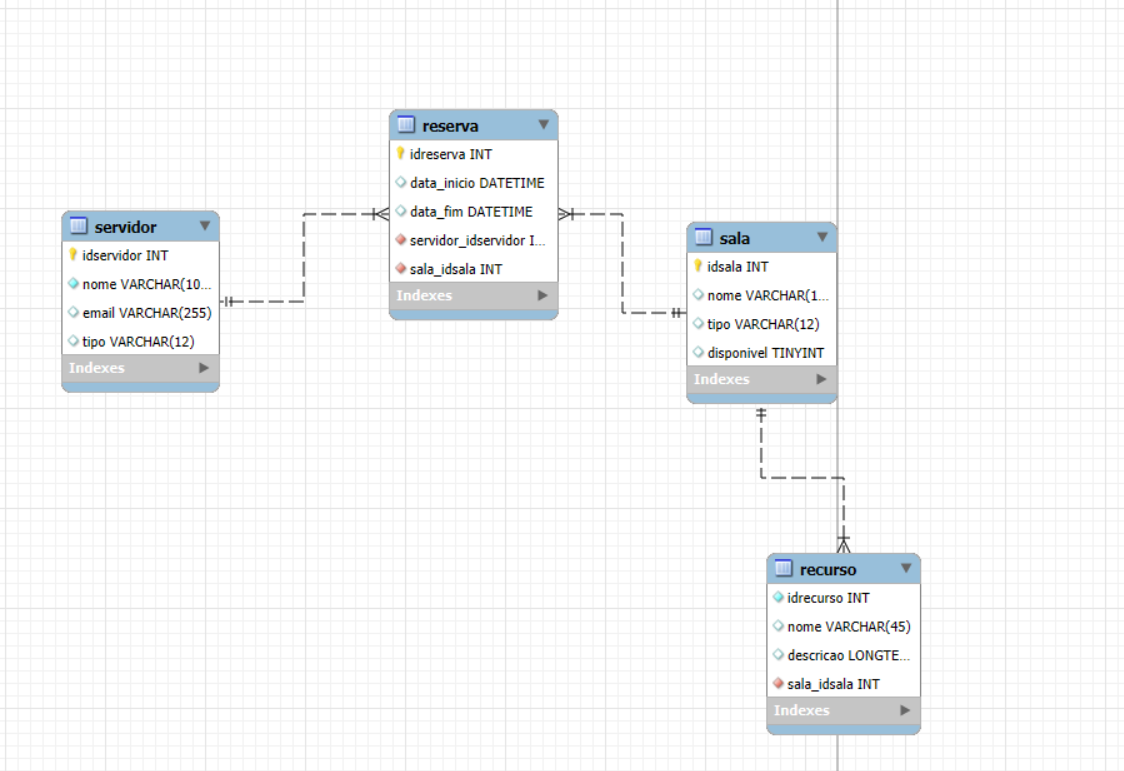 reserva
idreserva INT
data_inicio DATETIME
data_fim DATETIME
servidor_idservidor I...
sala_idsala INT
Indexes
servidor
idservidor INT
nome VARCHAR(10...
email VARCHAR(255)
tipo VARCHAR(12)
Indexes
sala
idsala INT
nome VARCHAR(1...
tipo VARCHAR(12)
disponivel TINYINT
Indexes
recurso
idrecurso INT
nome VARCHAR(45)
descricao LONGTE...
sala_idsala INT
Indexes